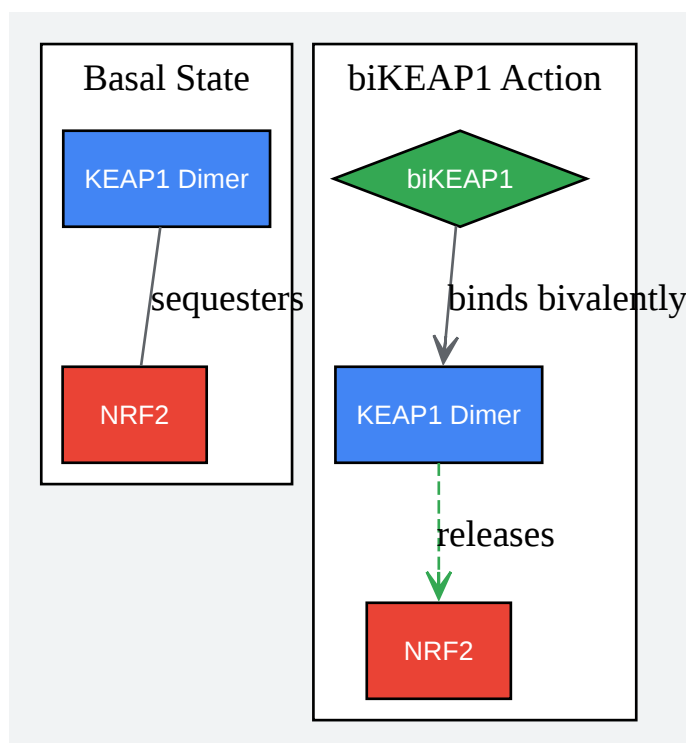 Basal State
KEAP1 Dimer
sequesters
NRF2
biKEAP1 Action
biKEAP1
binds bivalently
KEAP1 Dimer
releases
NRF2